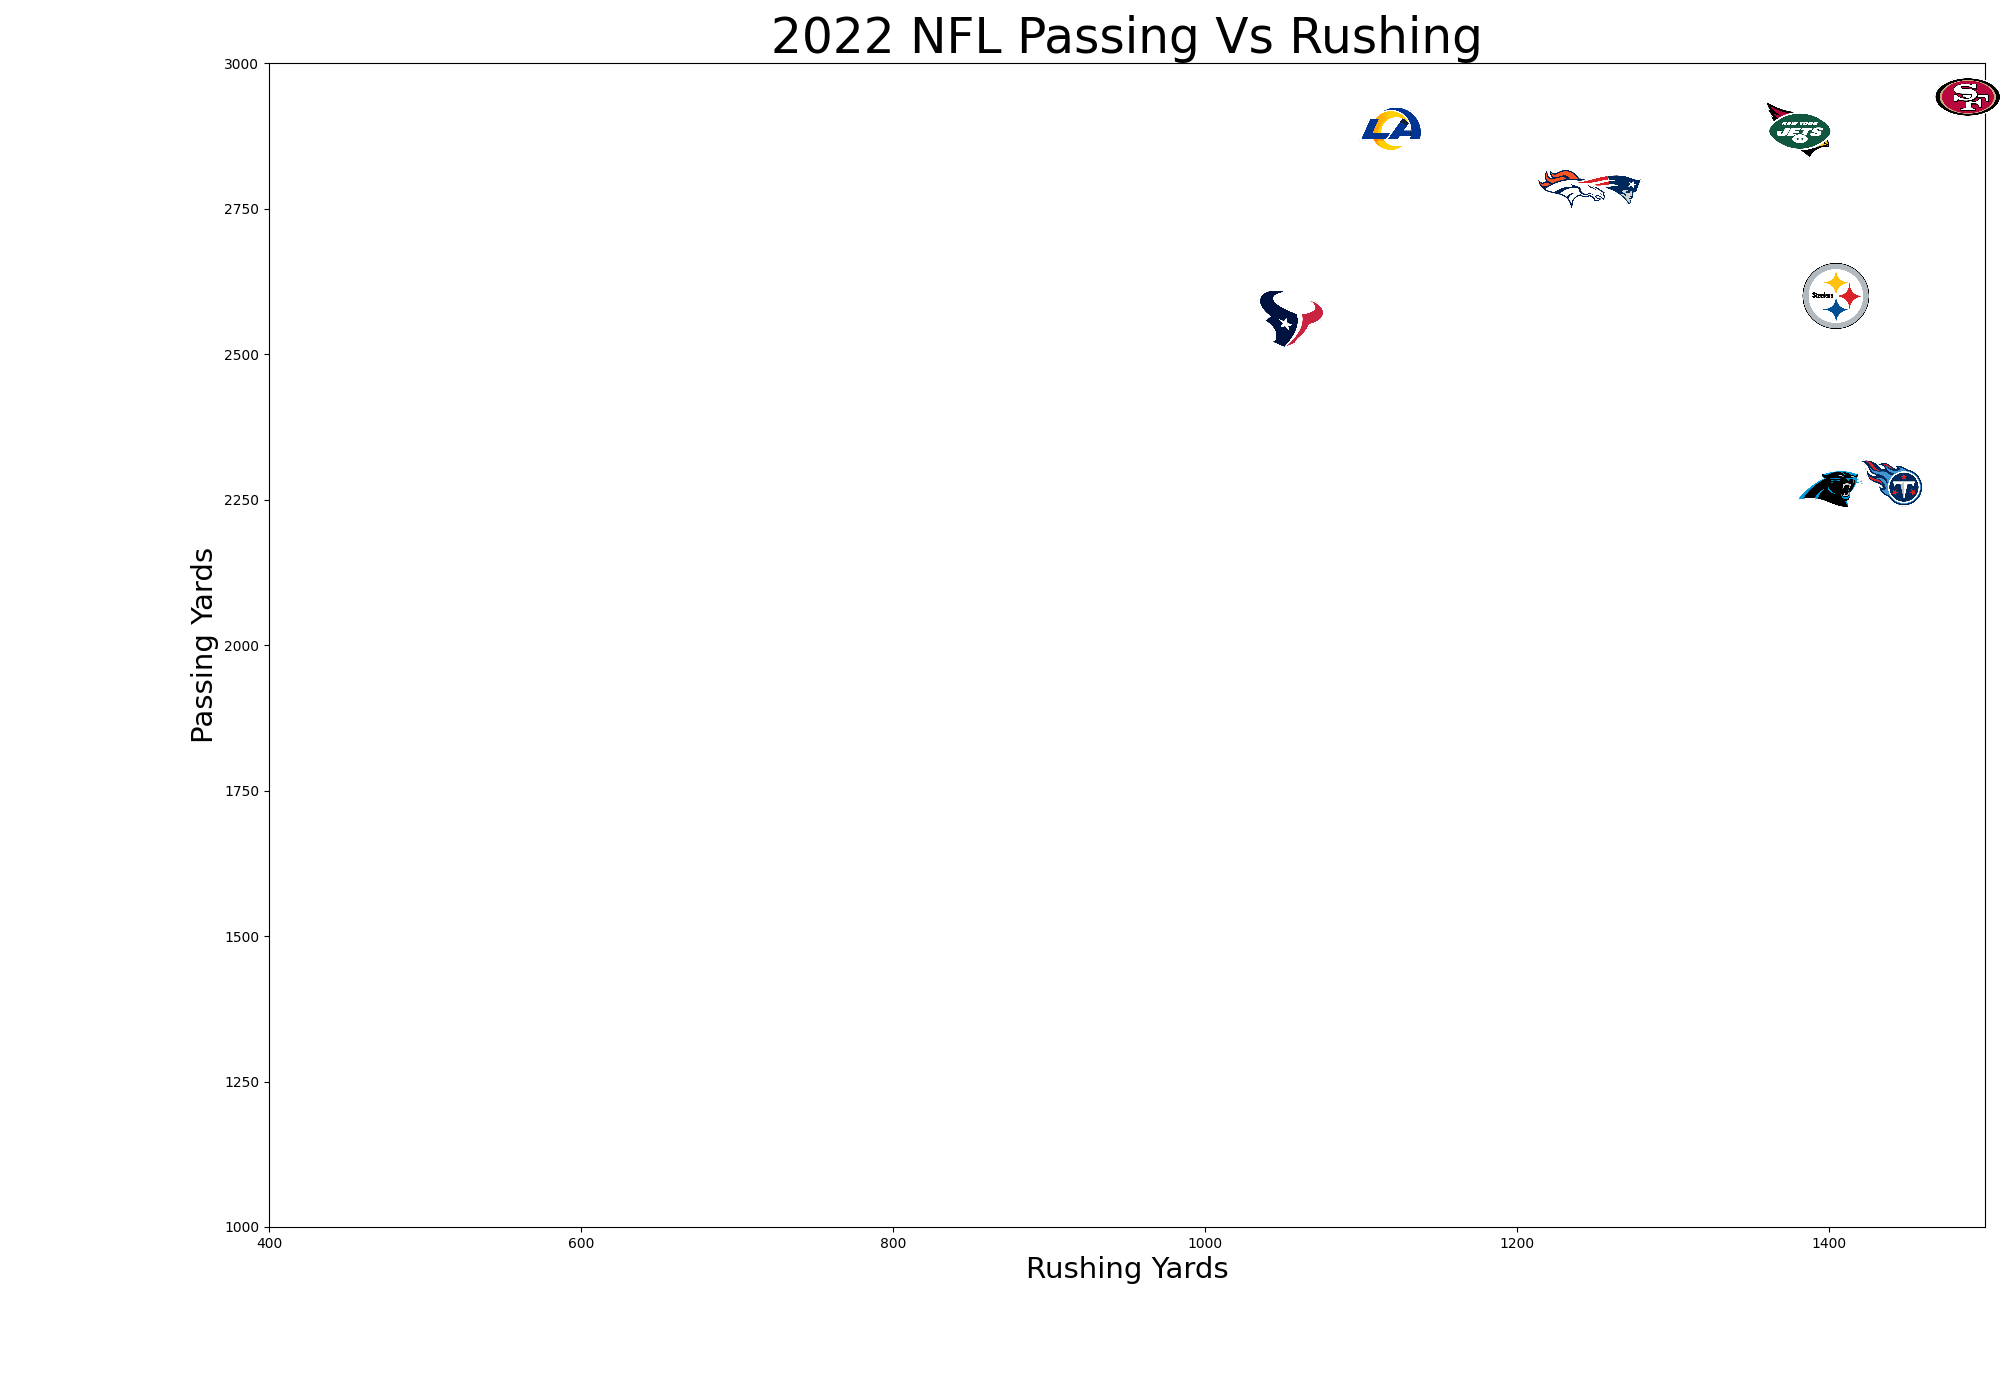 2022 NFL Passing Vs Rushing
3000
2750
2500
2250
2000
1750
1500
1250
1000
Passing Yards
LA
NEW YORK
JETS
SF
Steelers
T
400
600
800
1000
1200
1400
Rushing Yards